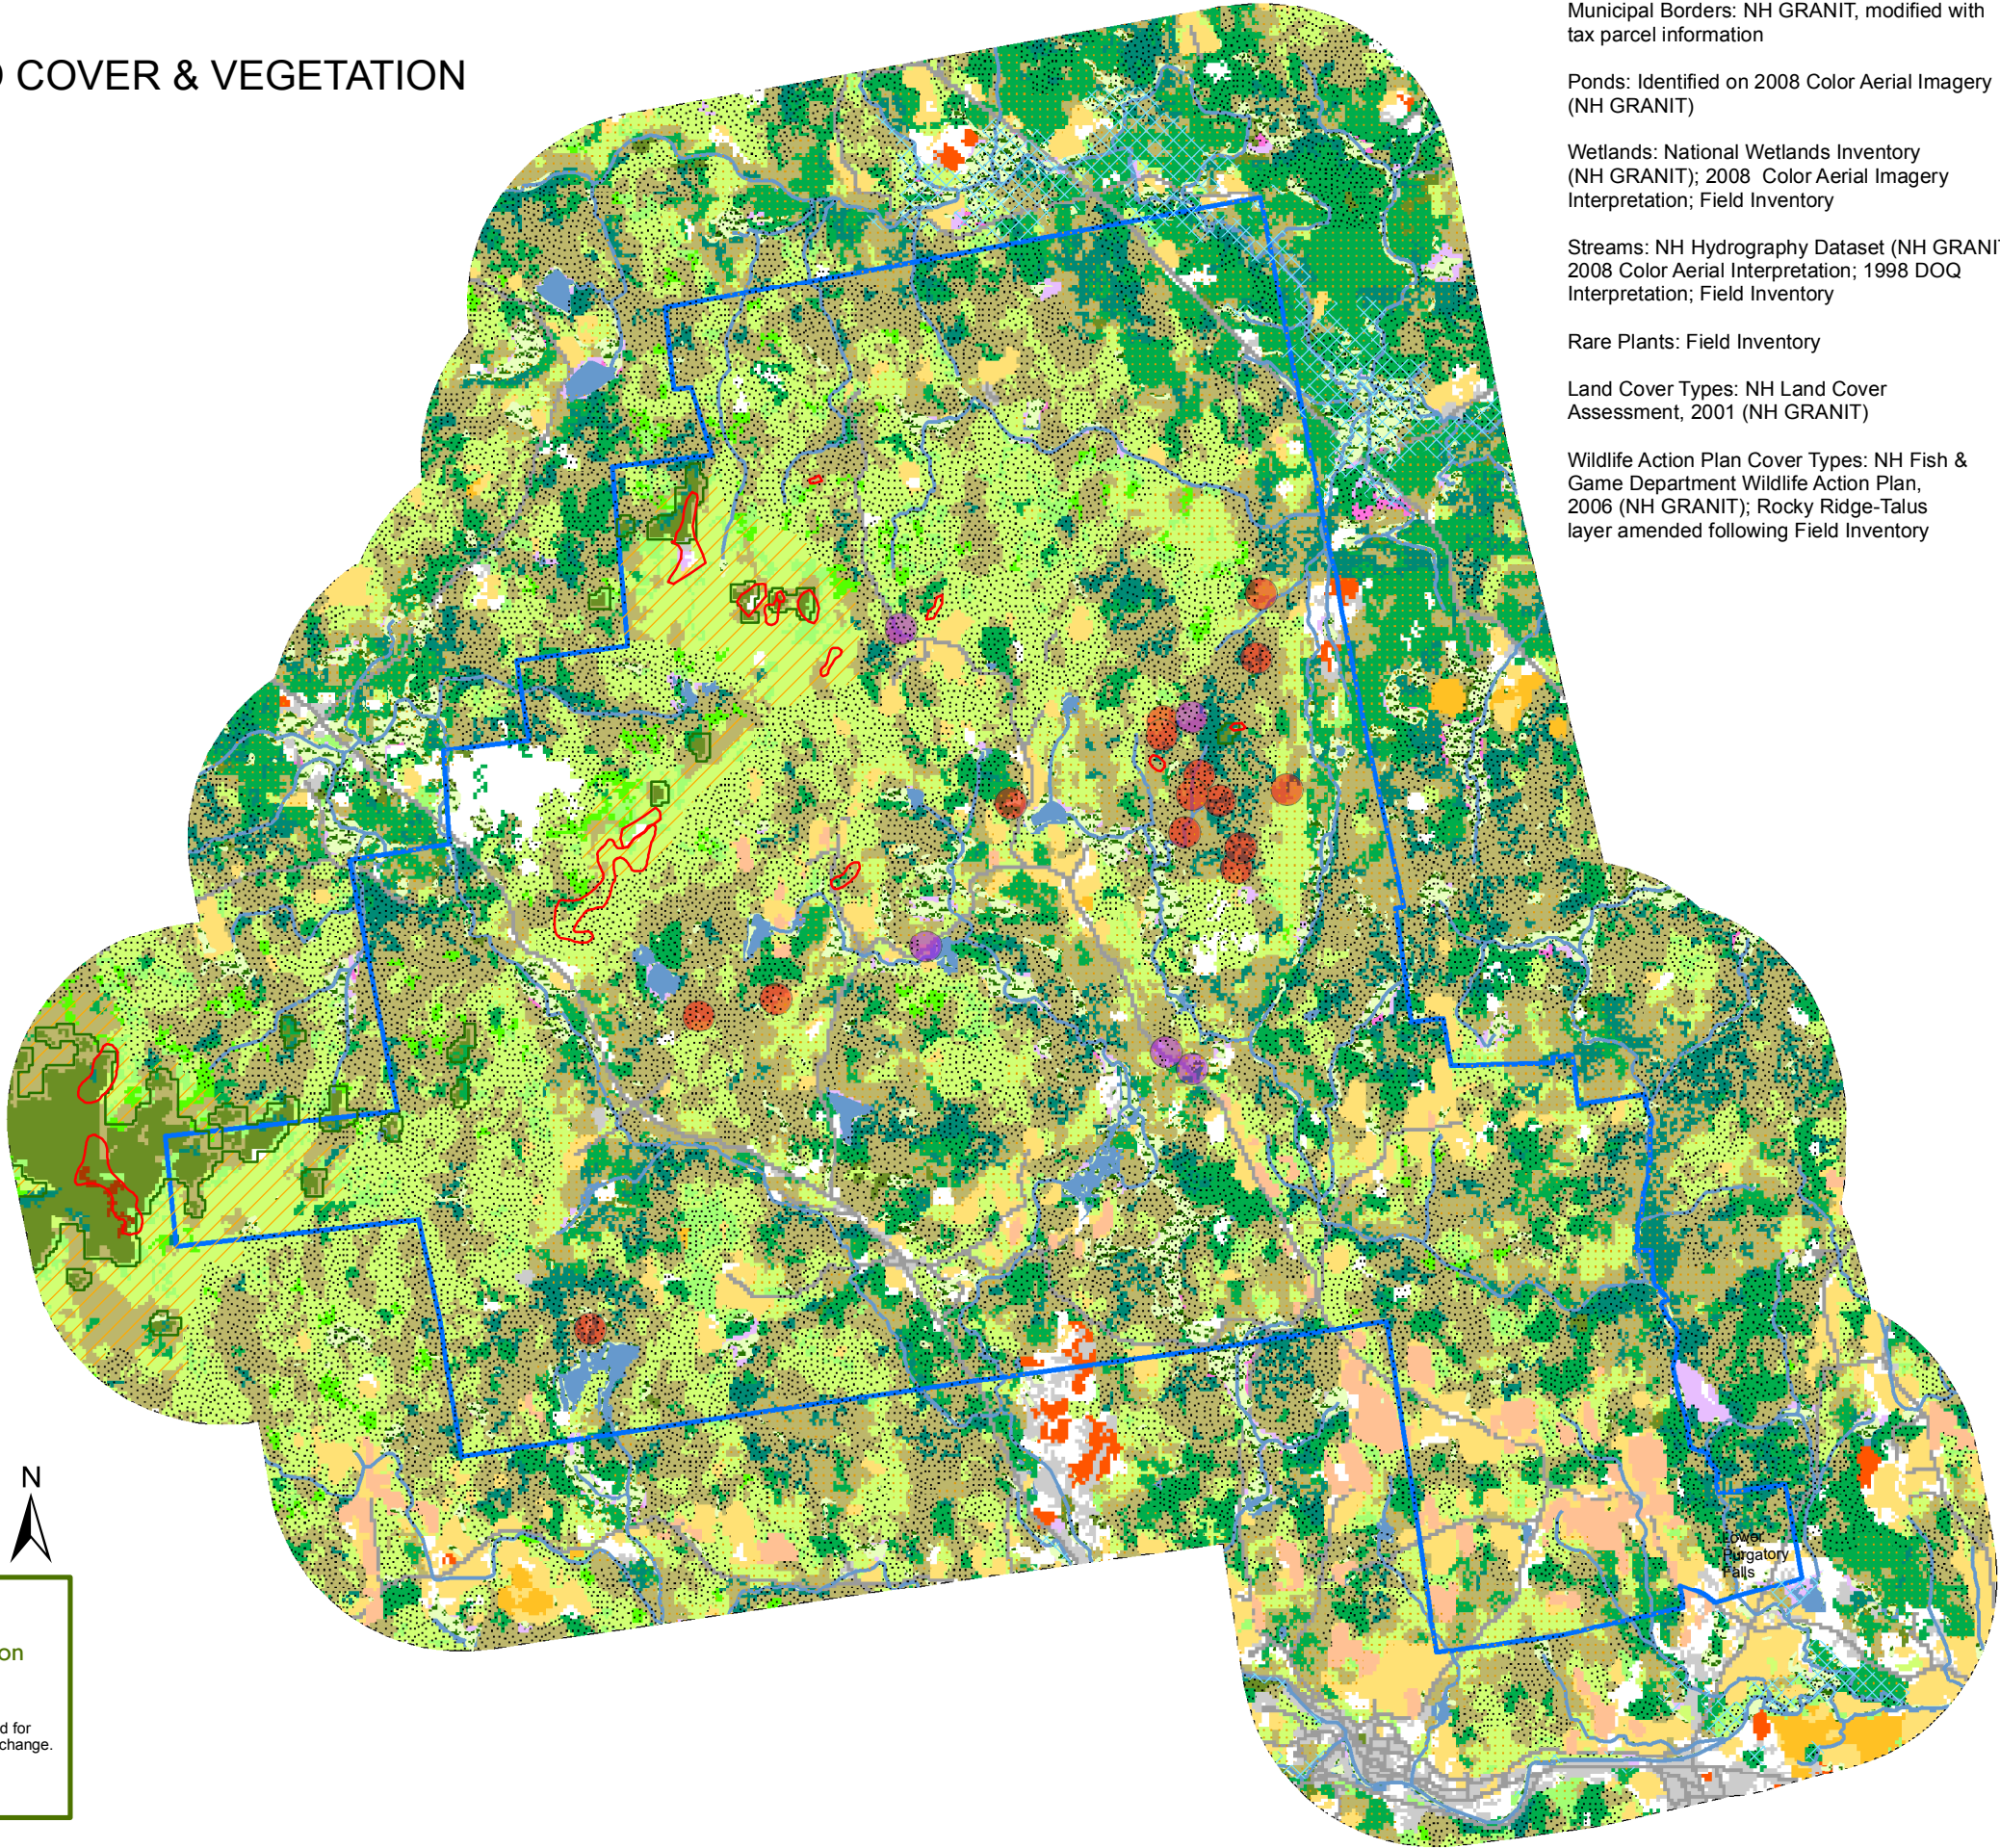 COVER & VEGETATION
Municipal Borders: NH GRANIT, modified with
tax parcel information
Ponds: Identified on 2008 Color Aerial Imagery
(NH GRANIT)
Wetlands: National Wetlands Inventory
(NH GRANIT); 2008 Color Aerial Imagery
Interpretation; Field Inventory
Streams: NH Hydrography Dataset (NH GRANI
2008 Color Aerial Interpretation; 1998 DOQ
Interpretation; Field Inventory
Rare Plants: Field Inventory
Land Cover Types: NH Land Cover
Assessment, 2001 (NH GRANIT)
Wildlife Action Plan Cover Types: NH Fish &
Game Department Wildlife Action Plan,
2006 (NH GRANIT); Rocky Ridge-Talus
layer amended following Field Inventory
N
on
d for
change.
Lower
Purgatory
Falls